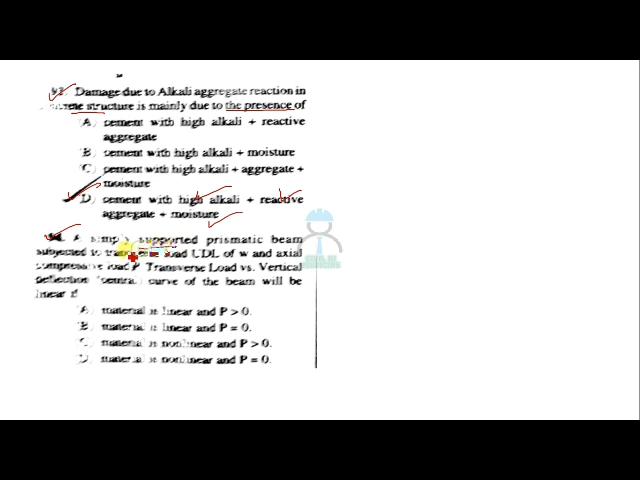 92. Damage due to Alkali aggregate reaction in
structure is mainly due to the presence of
(A) cement with high alkali + reactive
aggregate
(B) cement with high alkali + moisture
(C) cement with high alkali + aggregate +
moisture
(D) cement with high alkali + reactive
aggregate + moisture
A simply supported prismatic beam
subjected to load UDL of w and axial
compressive load P Transverse Load vs. Vertical
deflection (central) curve of the beam will be
linear if
(A) material is linear and P > 0.
(B) material is linear and P = 0.
(C) material is nonlinear and P > 0.
(D) material is nonlinear and P = 0.